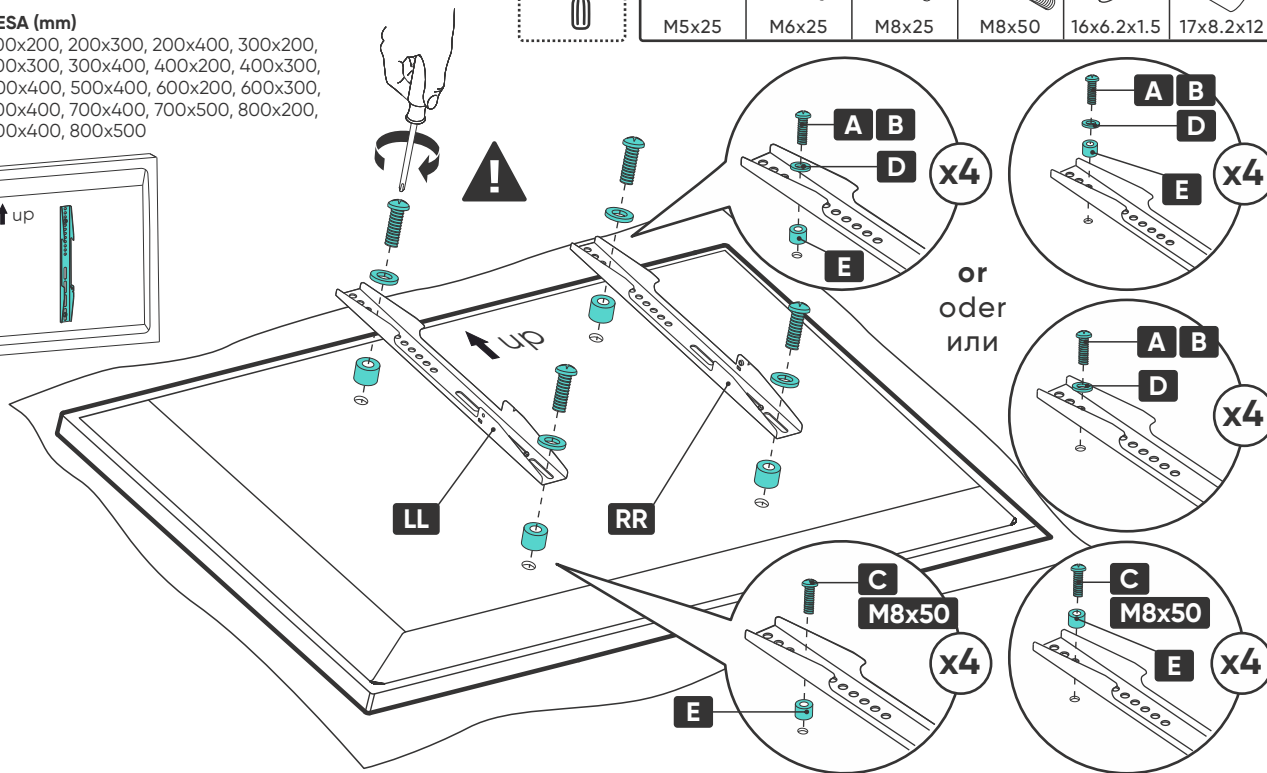 ESA (mm)
00x200, 200x300, 200x400, 300x200,
00x300, 300x400, 400x200, 400x300,
00x400, 500x400, 600x200, 600x300,
00x400, 700x400, 700x500, 800x200,
00x400, 800x500
M5x25 M6x25 M8x25 M8x50 16x6.2x1.5 17x8.2x12
up
!
up
LL
RR
A B
D
E
x4
A B
D
E
x4
or
oder
или
A B
D
x4
C
M8x50
E
x4
C
M8x50
E
x4